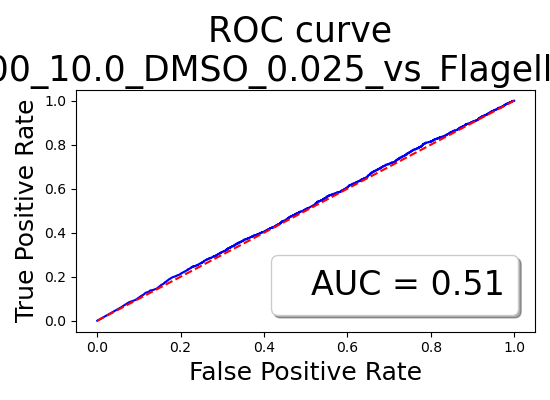 ROC curve
00_10.0_DMSO_0.025_vs_Flagell
True Positive Rate
1.0
0.8
0.6
0.4
0.2
0.0
AUC = 0.51
0.0 0.2 0.4 0.6 0.8 1.0
False Positive Rate